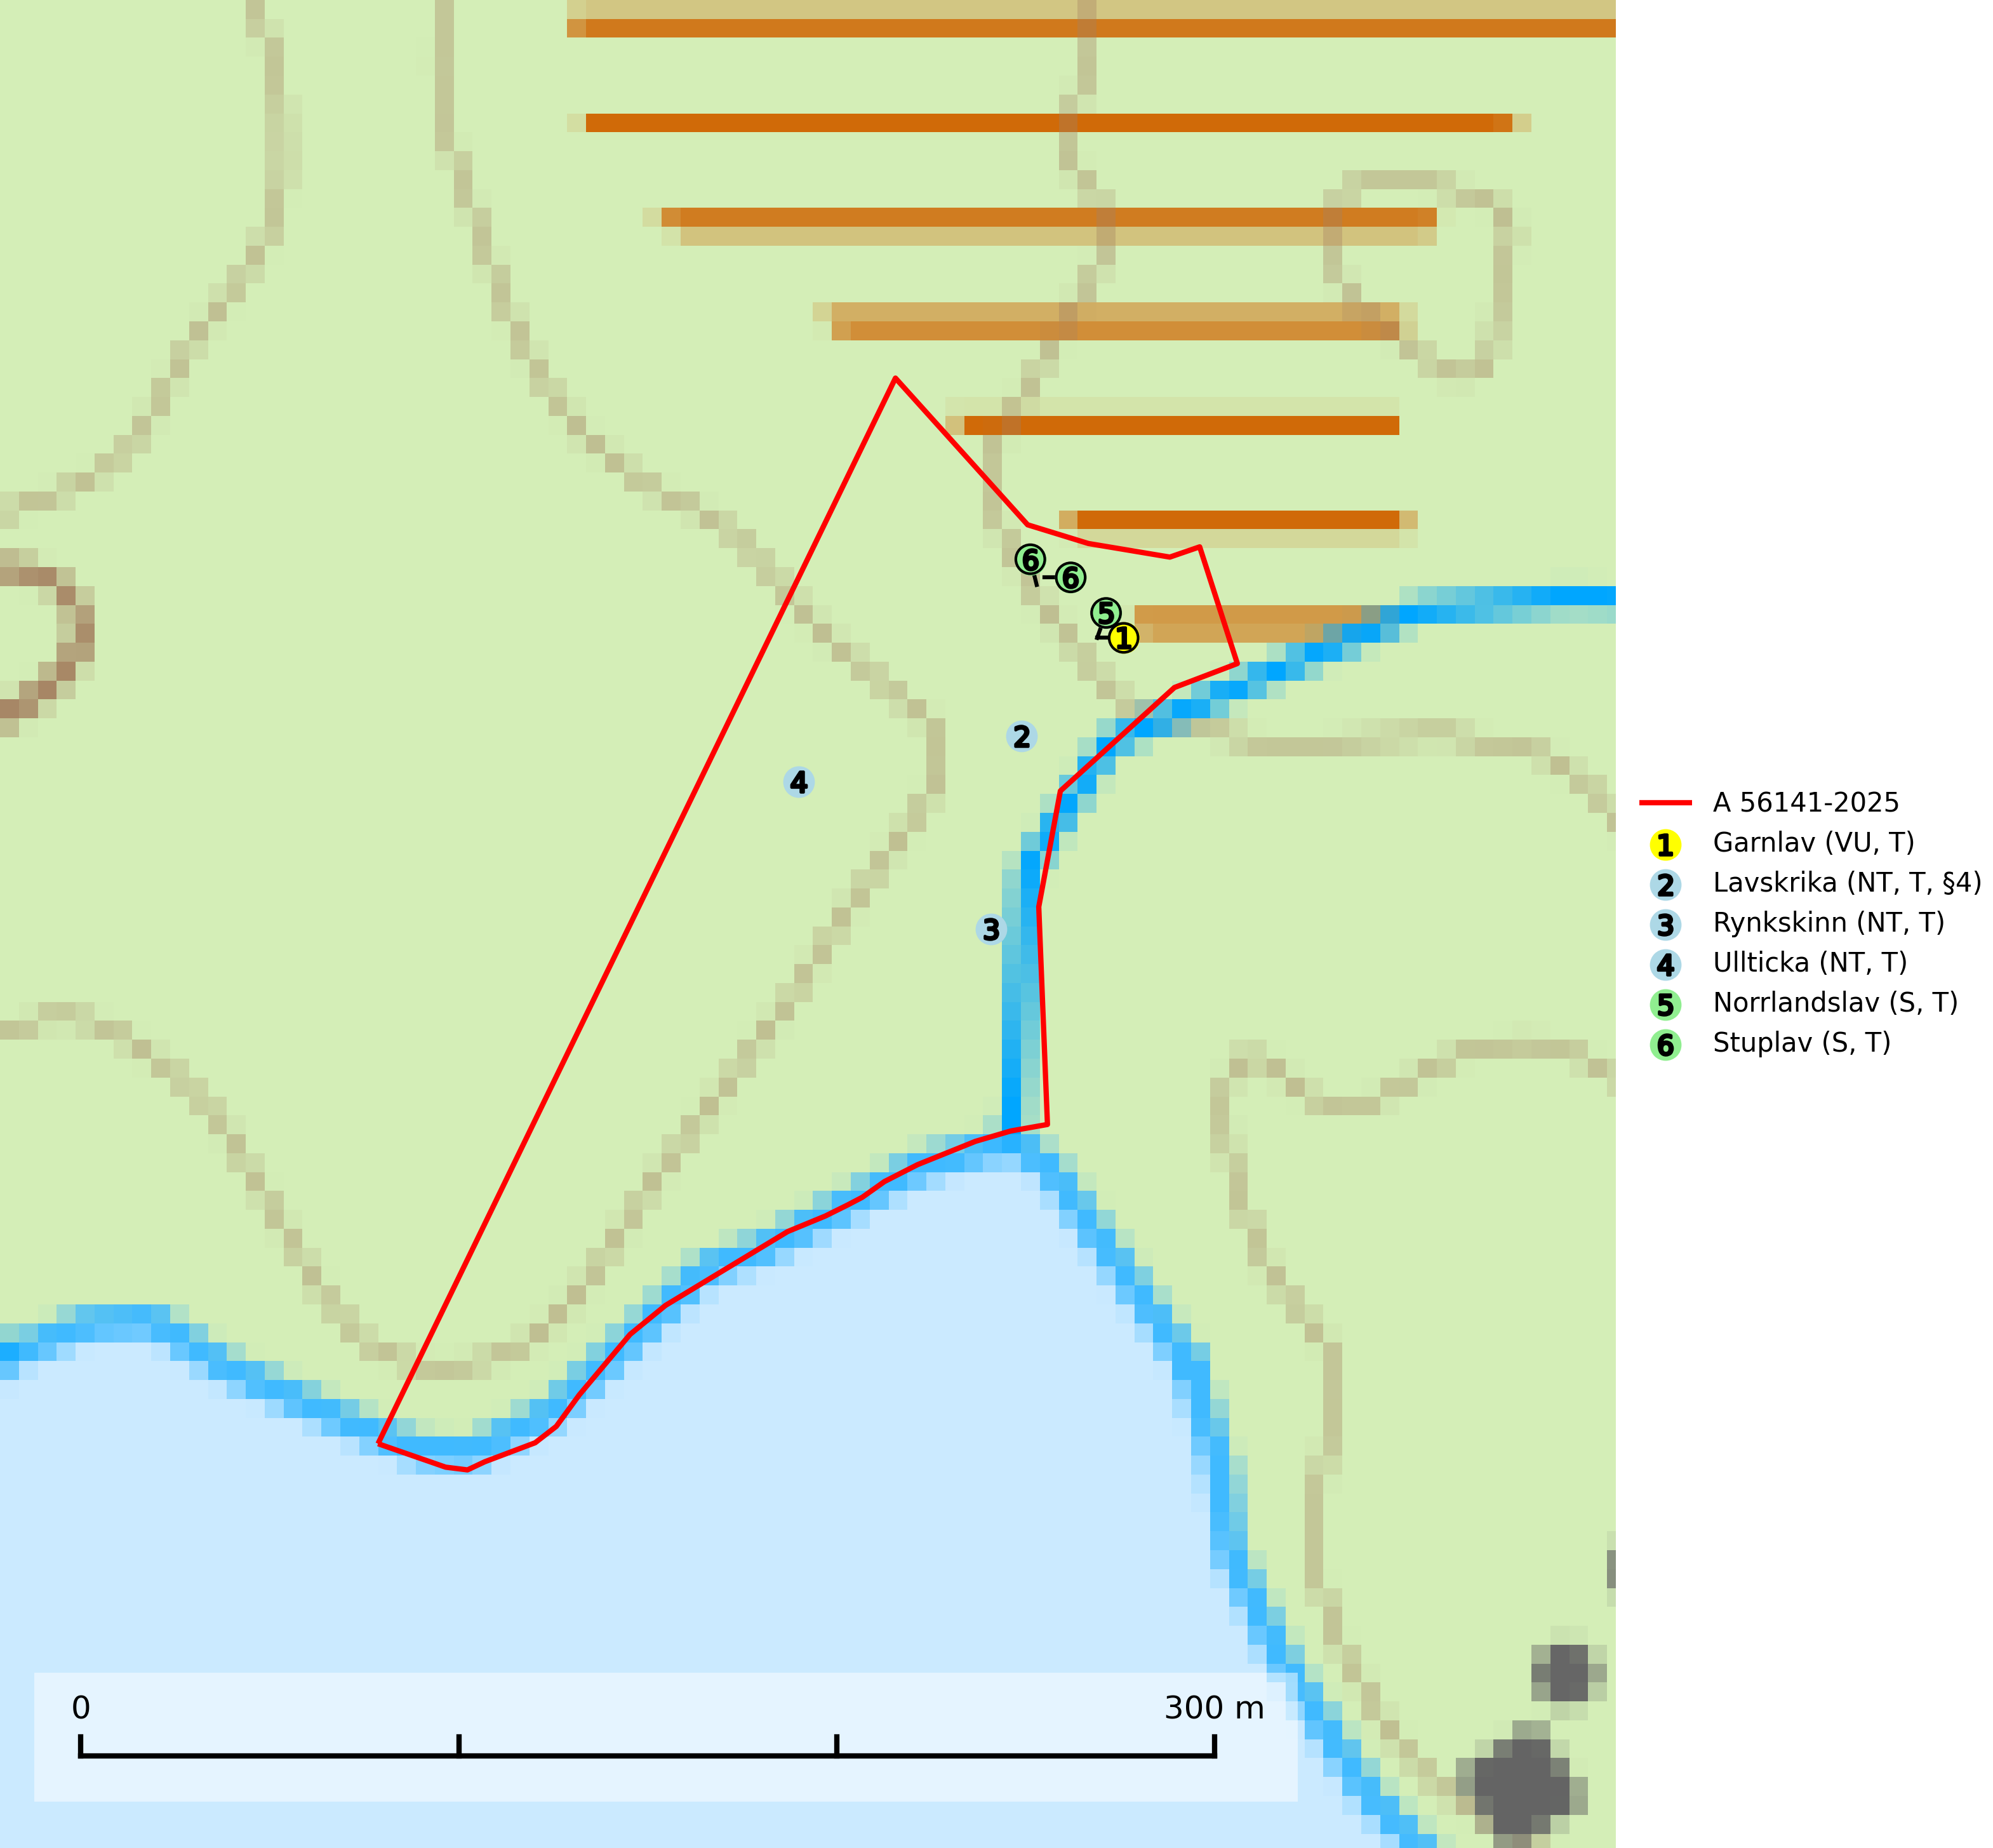 6
6
5
1
2
4
3
A 56141-2025
1 Garnlav (VU, T)
2 Lavskrika (NT, T, §4)
3 Rynkskinn (NT, T)
4 Ullticka (NT, T)
5 Norrlandslav (S, T)
6 Stuplav (S, T)
0 300 m